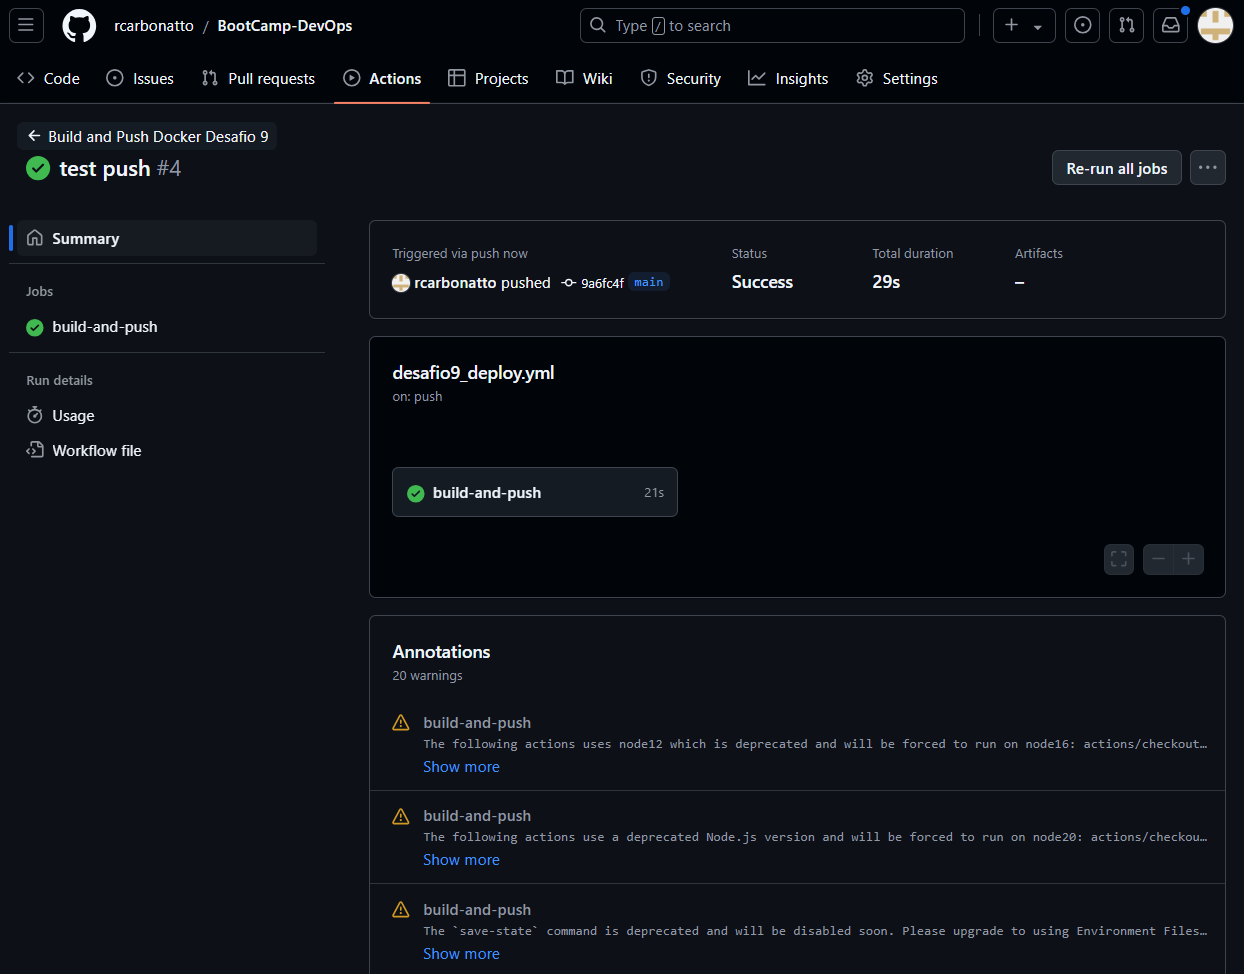 rcarbonatto / BootCamp-DevOps
Type / to search
Code Issues Pull requests Actions Projects Wiki Security Insights Settings
Build and Push Docker Desafio 9
test push #4
Re-run all jobs
Summary
Jobs
build-and-push
Run details
Usage
Workflow file
Triggered via push now
rcarbonatto pushed 9a6fc4f main
Status
Success
Total duration
29s
Artifacts
–
desafio9_deploy.yml
on: push
build-and-push 21s
Annotations
20 warnings
build-and-push
The following actions uses node12 which is deprecated and will be forced to run on node16: actions/checkout…
Show more
build-and-push
The following actions use a deprecated Node.js version and will be forced to run on node20: actions/checkou…
Show more
build-and-push
The `save-state` command is deprecated and will be disabled soon. Please upgrade to using Environment Files…
Show more